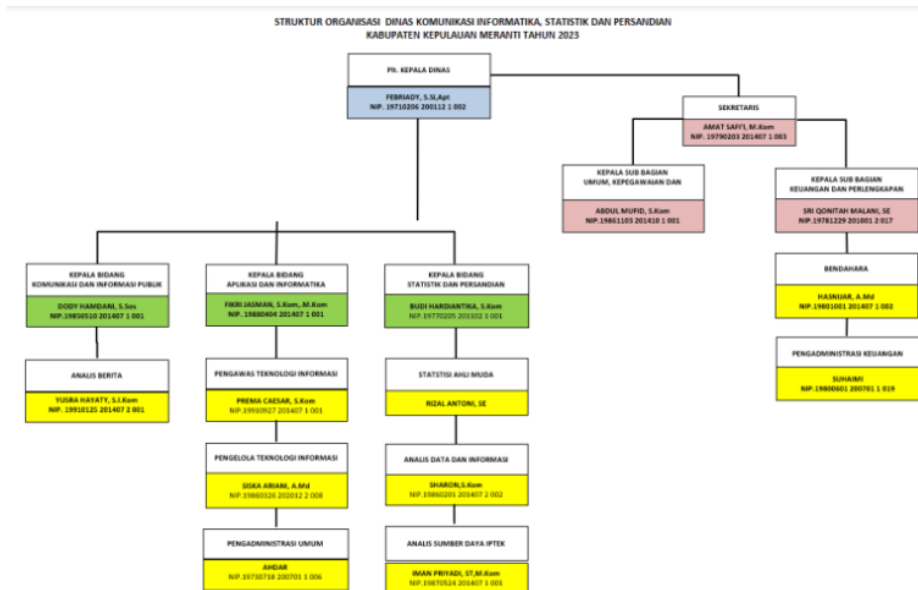 STRUKTUR ORGANISASI DINAS KOMUNIKASI INFORMATIKA, STATISTIK DAN PERSANDIAN
KABUPATEN KEPULAUAN MERANTI TAHUN 2023
Plt. KEPALA DINAS
FEBRIADY, S.Si,Apt
NIP. 19710206 200112 1 002
SEKRETARIS
AMAT SAFI'I, M.Kom
NIP. 19790203 201407 1 003
KEPALA SUB BAGIAN
UMUM, KEPEGAWAIAN DAN
ABDUL MUFID, S.Kom
NIP.19861103 201410 1 001
KEPALA SUB BAGIAN
KEUANGAN DAN PERLENGKAPAN
SRI QONITAH MALANI, SE
NIP.19781229 201001 2 017
BENDAHARA
HASNUAR, A.Md
NIP.19801001 201407 1 002
PENGADMINISTRASI KEUANGAN
SUHAIMI
NIP.19800601 200701 1 019
KEPALA BIDANG
KOMUNIKASI DAN INFORMASI PUBLIK
DODY HAMDANI, S.Sos
NIP.19850510 201407 1 001
ANALIS BERITA
YUSRA HAYATY, S.I.Kom
NIP. 19910125 201407 2 001
KEPALA BIDANG
APLIKASI DAN INFORMATIKA
FIKRI JASMAN, S.Kom, M.Kom
NIP. 19880404 201407 1 001
PENGAWAS TEKNOLOGI INFORMASI
PREMA CAESAR, S.Kom
NIP.19910927 201407 1 001
PENGELOLA TEKNOLOGI INFORMASI
SISKA ARIANI, A.Md
NIP.19860326 202012 2 008
PENGADMINISTRASI UMUM
AHDAR
NIP.19730718 200701 1 006
KEPALA BIDANG
STATISTIK DAN PERSANDIAN
BUDI HARDIANTIKA, S.Kom
NIP.19770205 201102 1 001
STATSTISI AHLI MUDA
RIZAL ANTONI, SE
ANALIS DATA DAN INFORMASI
SHARON,S.Kom
NIP.19860201 201407 2 002
ANALIS SUMBER DAYA IPTEK
IMAN PRIYADI, ST,M.Kom
NIP.19870524 201407 1 001